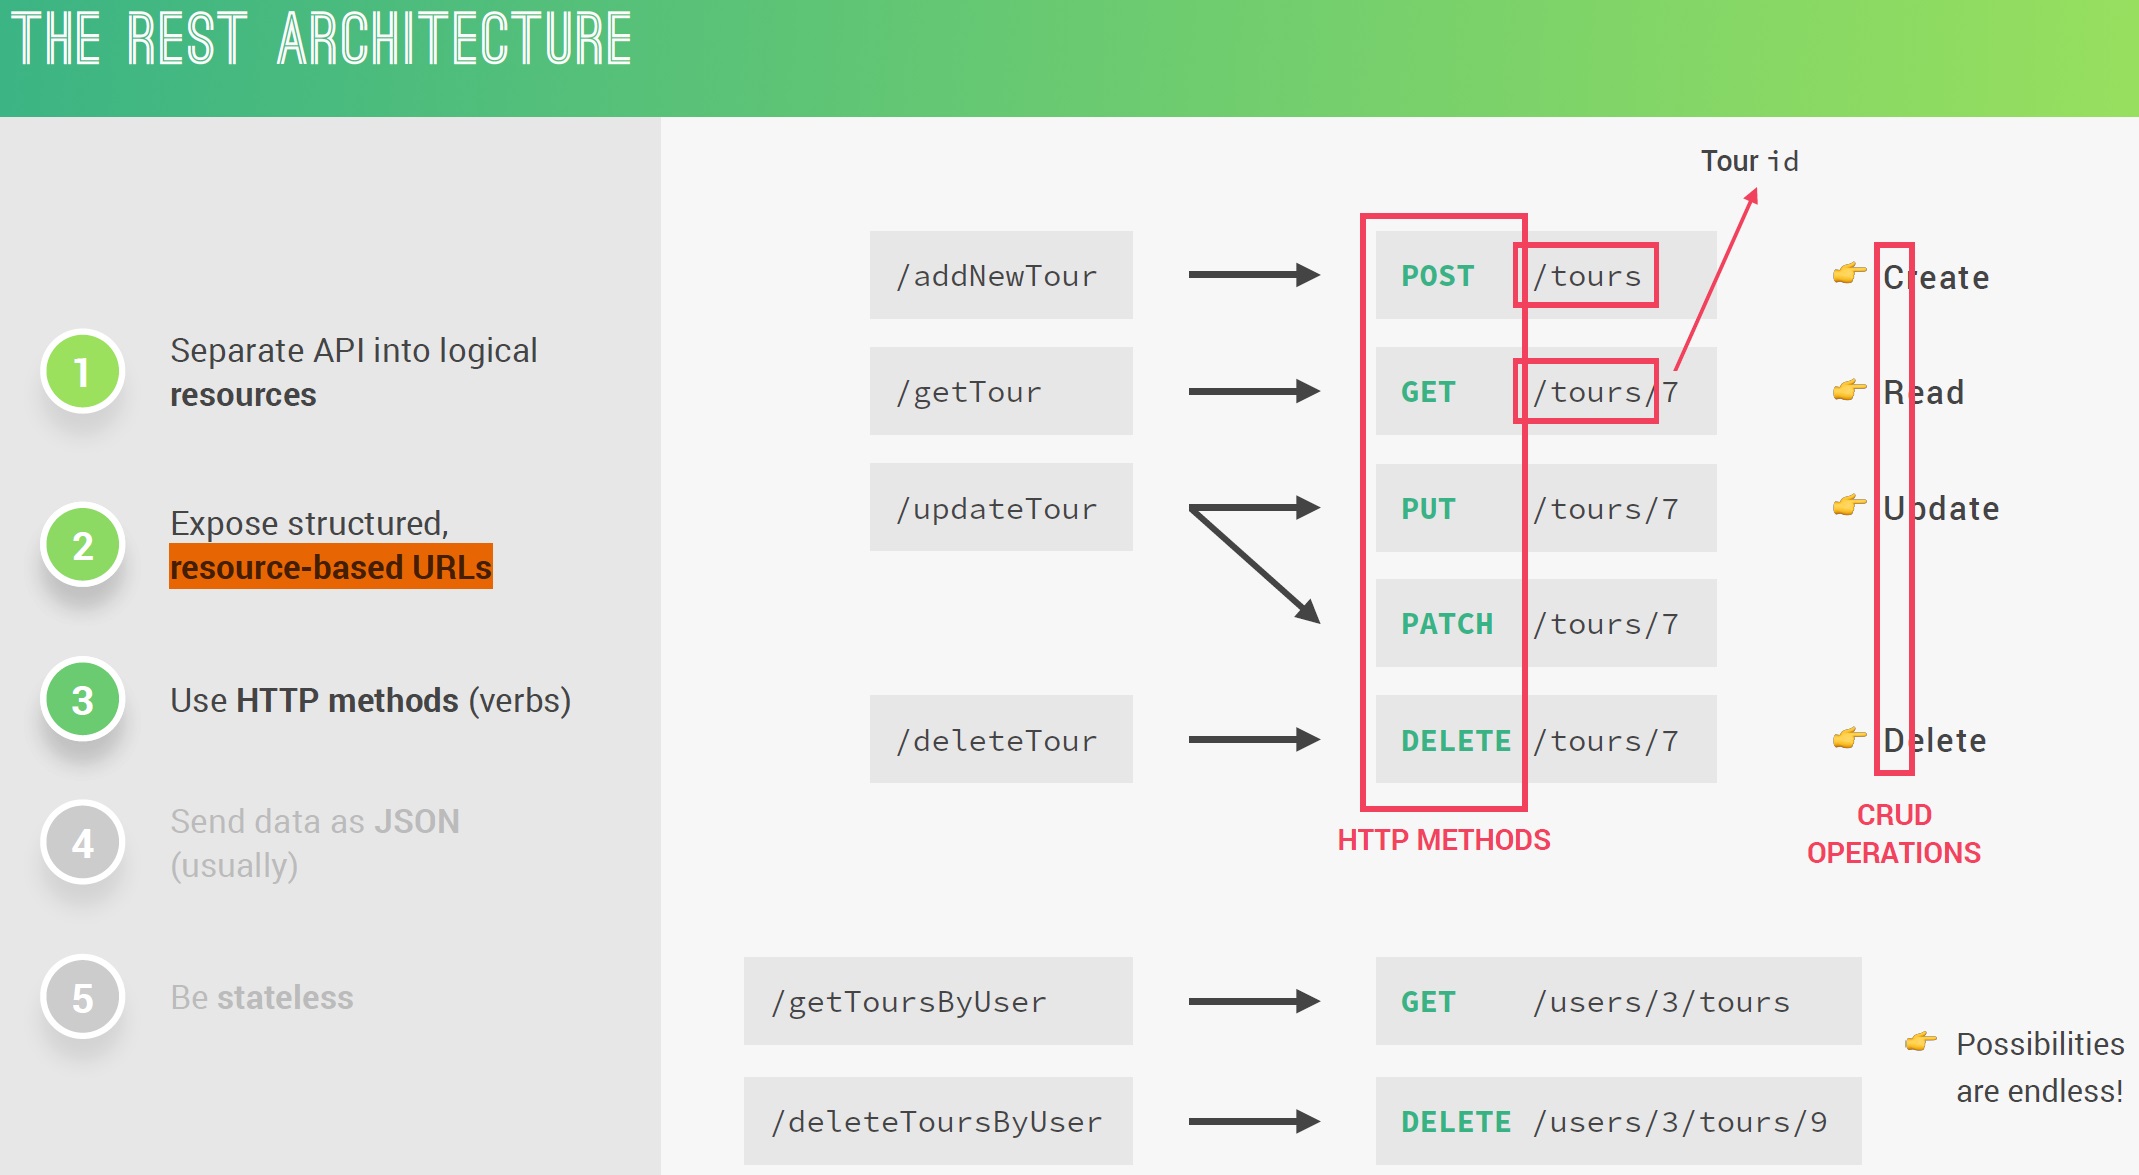 THE REST ARCHITECTURE
1
Separate API into logical
resources
2
Expose structured,
resource-based URLs
3
Use HTTP methods (verbs)
4
Send data as JSON
(usually)
5
Be stateless
Tour id
/addNewTour
POST /tours
Create
/getTour
GET /tours/7
Read
/updateTour
PUT /tours/7
Update
PATCH /tours/7
/deleteTour
DELETE /tours/7
Delete
HTTP METHODS
CRUD
OPERATIONS
/getToursByUser
GET /users/3/tours
/deleteToursByUser
DELETE /users/3/tours/9
Possibilities
are endless!